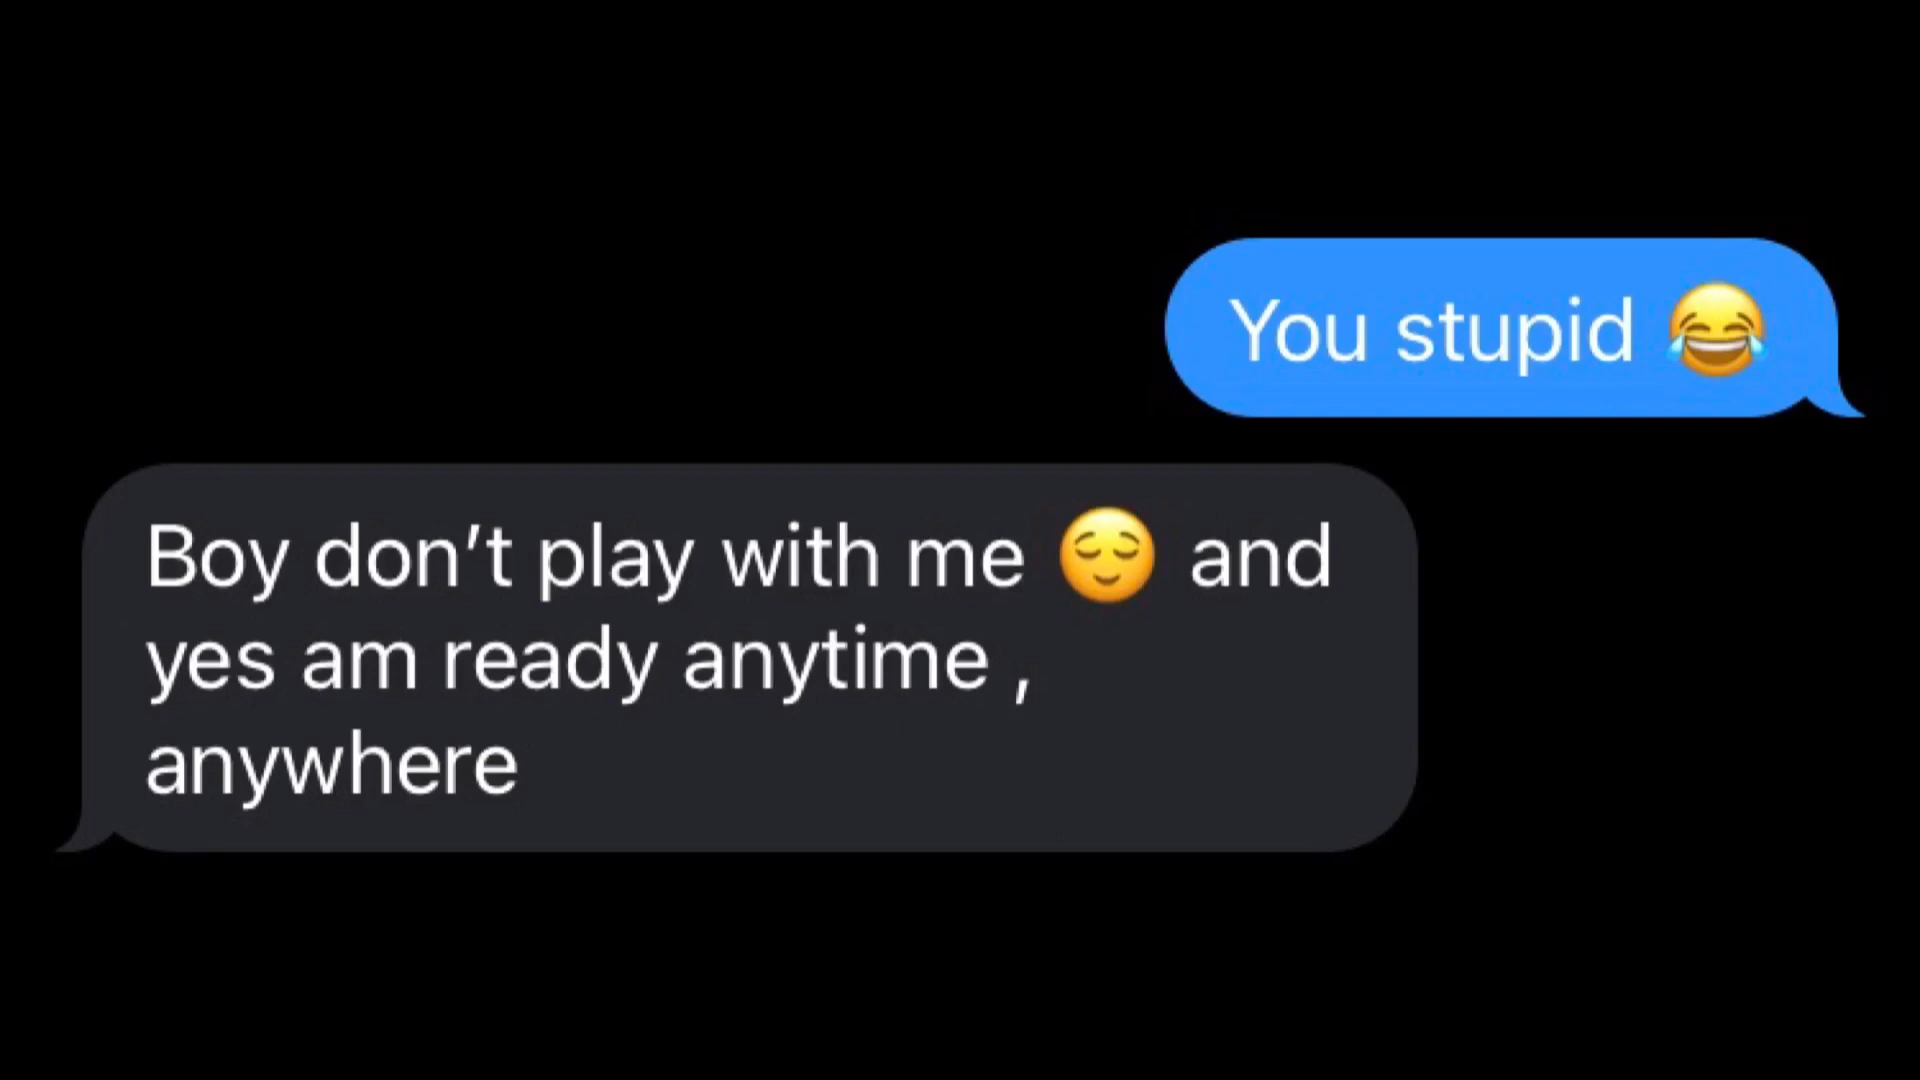 You stupid 😂
Boy don’t play with me 😌 and
yes am ready anytime ,
anywhere